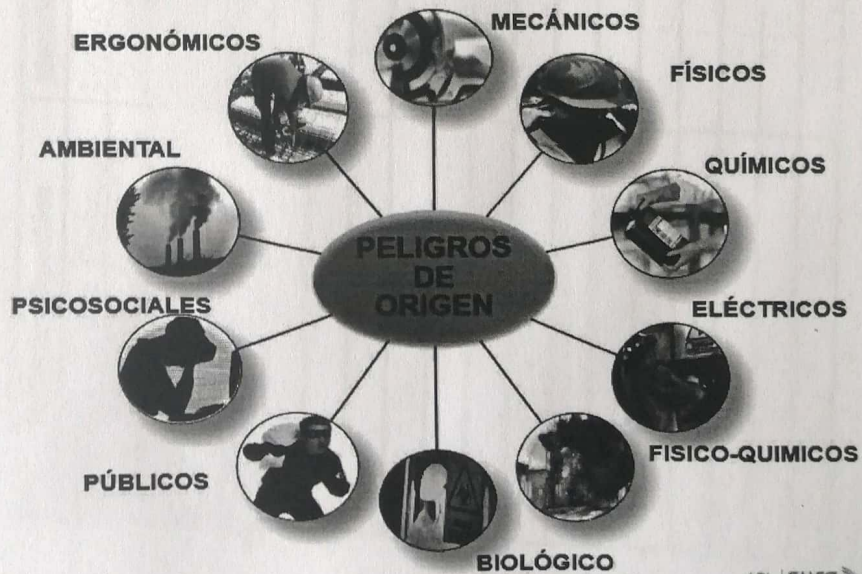 MECÁNICOS
ERGONÓMICOS
FÍSICOS
AMBIENTAL
QUÍMICOS
PELIGROS
DE
ORIGEN
PSICOSOCIALES
ELÉCTRICOS
FISICO-QUIMICOS
PÚBLICOS
BIOLÓGICO